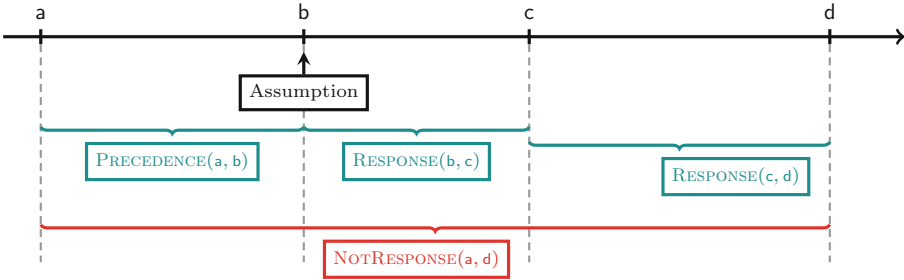 a b c d
Assumption
PRECEDENCE(a, b) RESPONSE(b, c) RESPONSE(c, d)
NOTRESPONSE(a, d)